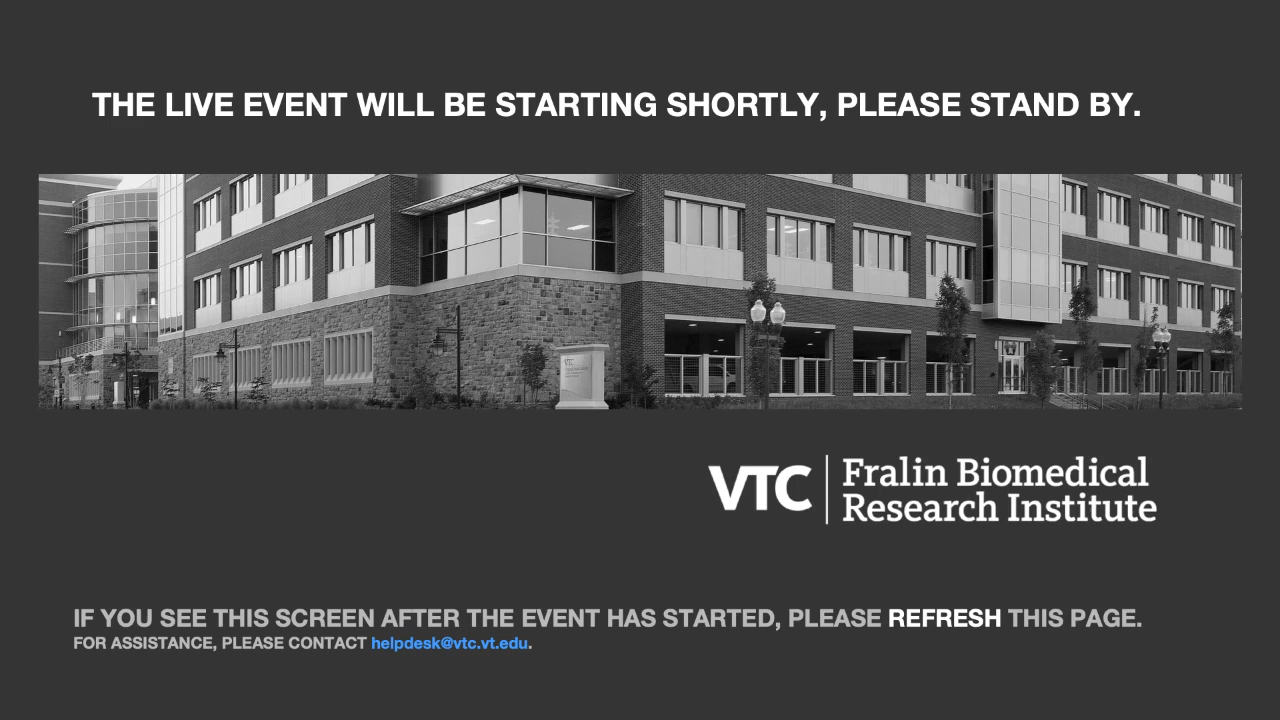 THE LIVE EVENT WILL BE STARTING SHORTLY, PLEASE STAND BY.
VTC
VTC
Fralin Biomedical
Research Institute
IF YOU SEE THIS SCREEN AFTER THE EVENT HAS STARTED, PLEASE REFRESH THIS PAGE.
FOR ASSISTANCE, PLEASE CONTACT helpdesk@vtc.vt.edu.